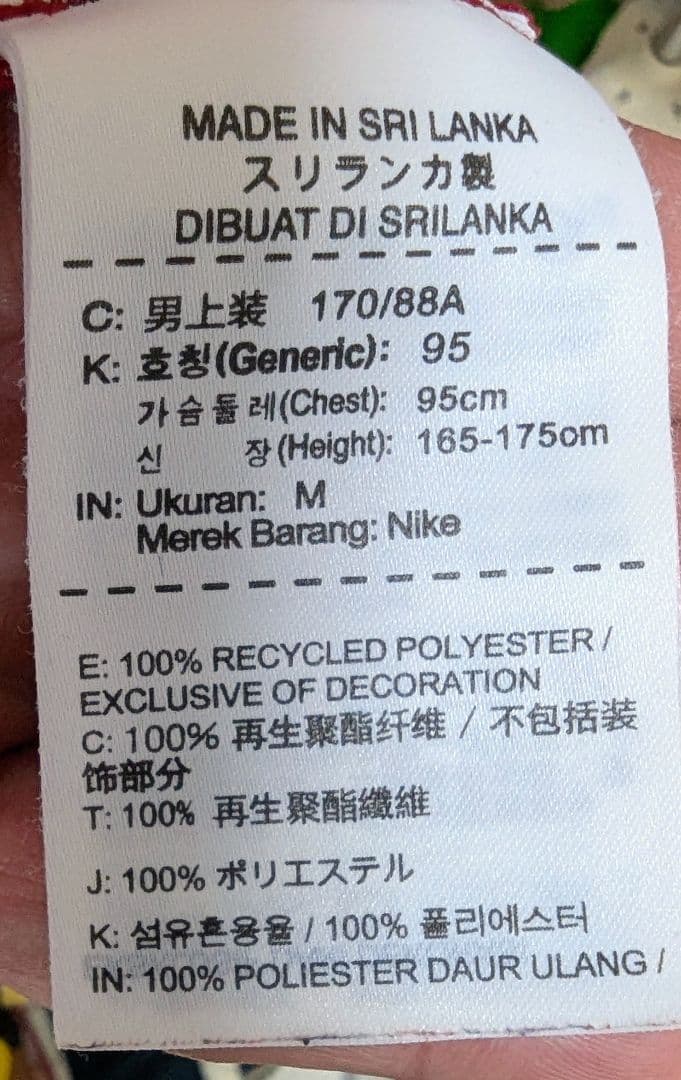 MADE IN SRI LANKA
スリランカ製
DIBUAT DI SRILANKA
C: 男上装 170/88A
K: 호칭(Generic): 95
가슴둘레(Chest): 95cm
신 장(Height): 165-175cm
IN: Ukuran: M
Merek Barang: Nike
E: 100% RECYCLED POLYESTER /
EXCLUSIVE OF DECORATION
C: 100% 再生聚酯纤维 / 不包括装
饰部分
T: 100% 再生聚酯纖維
J: 100% ポリエステル
K: 섬유혼용율 / 100% 폴리에스터
IN: 100% POLIESTER DAUR ULANG /